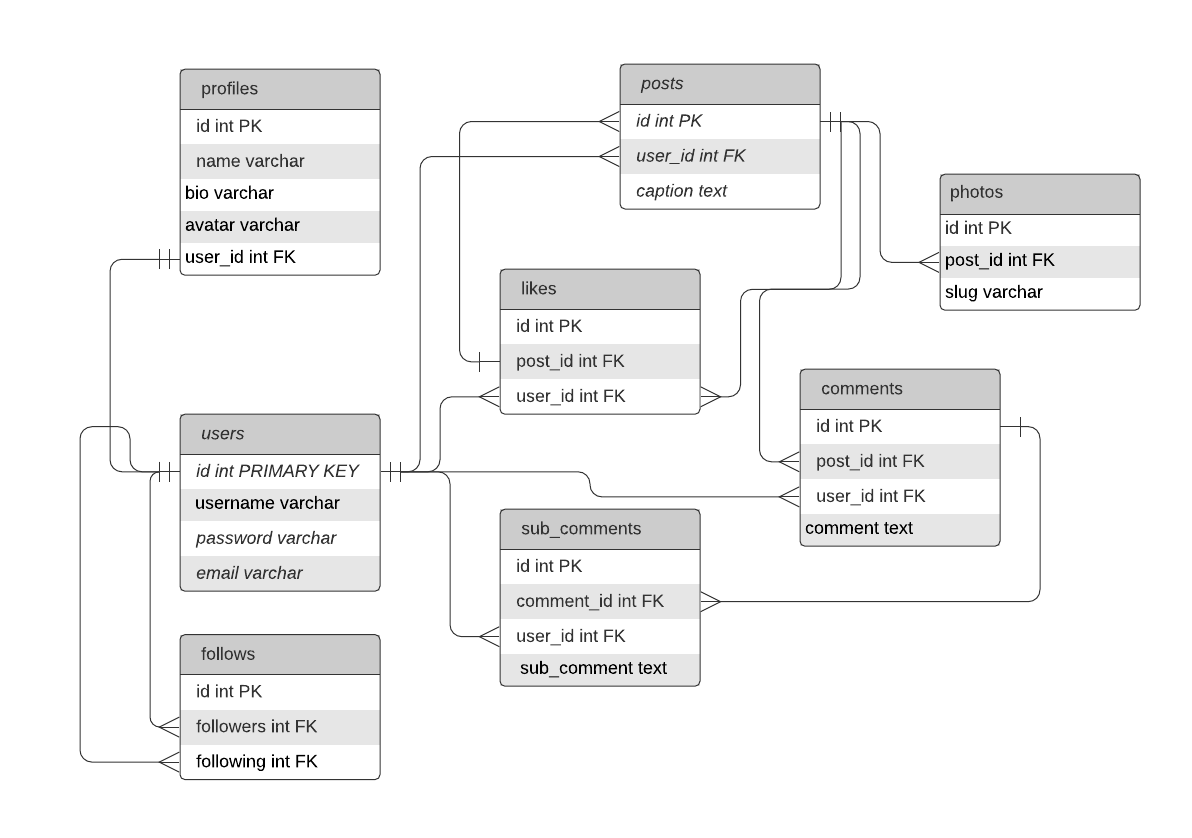 profiles
id int PK
name varchar
bio varchar
avatar varchar
user_id int FK
posts
id int PK
user_id int FK
caption text
photos
id int PK
post_id int FK
slug varchar
likes
id int PK
post_id int FK
user_id int FK
comments
id int PK
post_id int FK
user_id int FK
comment text
users
id int PRIMARY KEY
username varchar
password varchar
email varchar
sub_comments
id int PK
comment_id int FK
user_id int FK
sub_comment text
follows
id int PK
followers int FK
following int FK